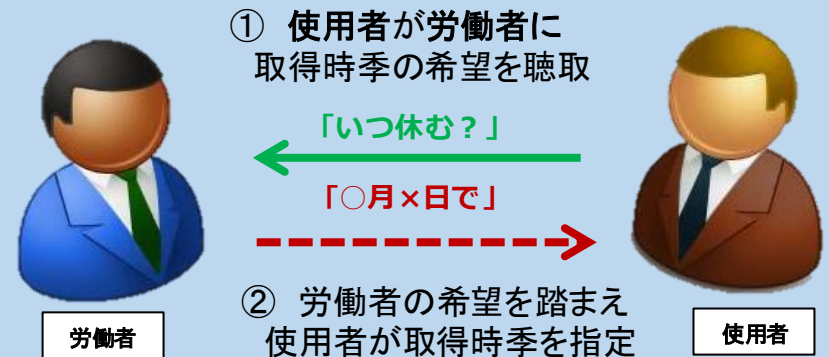 ① 使用者が労働者に
取得時季の希望を聴取
「いつ休む？」
「○月×日で」
② 労働者の希望を踏まえ
使用者が取得時季を指定
労働者
使用者